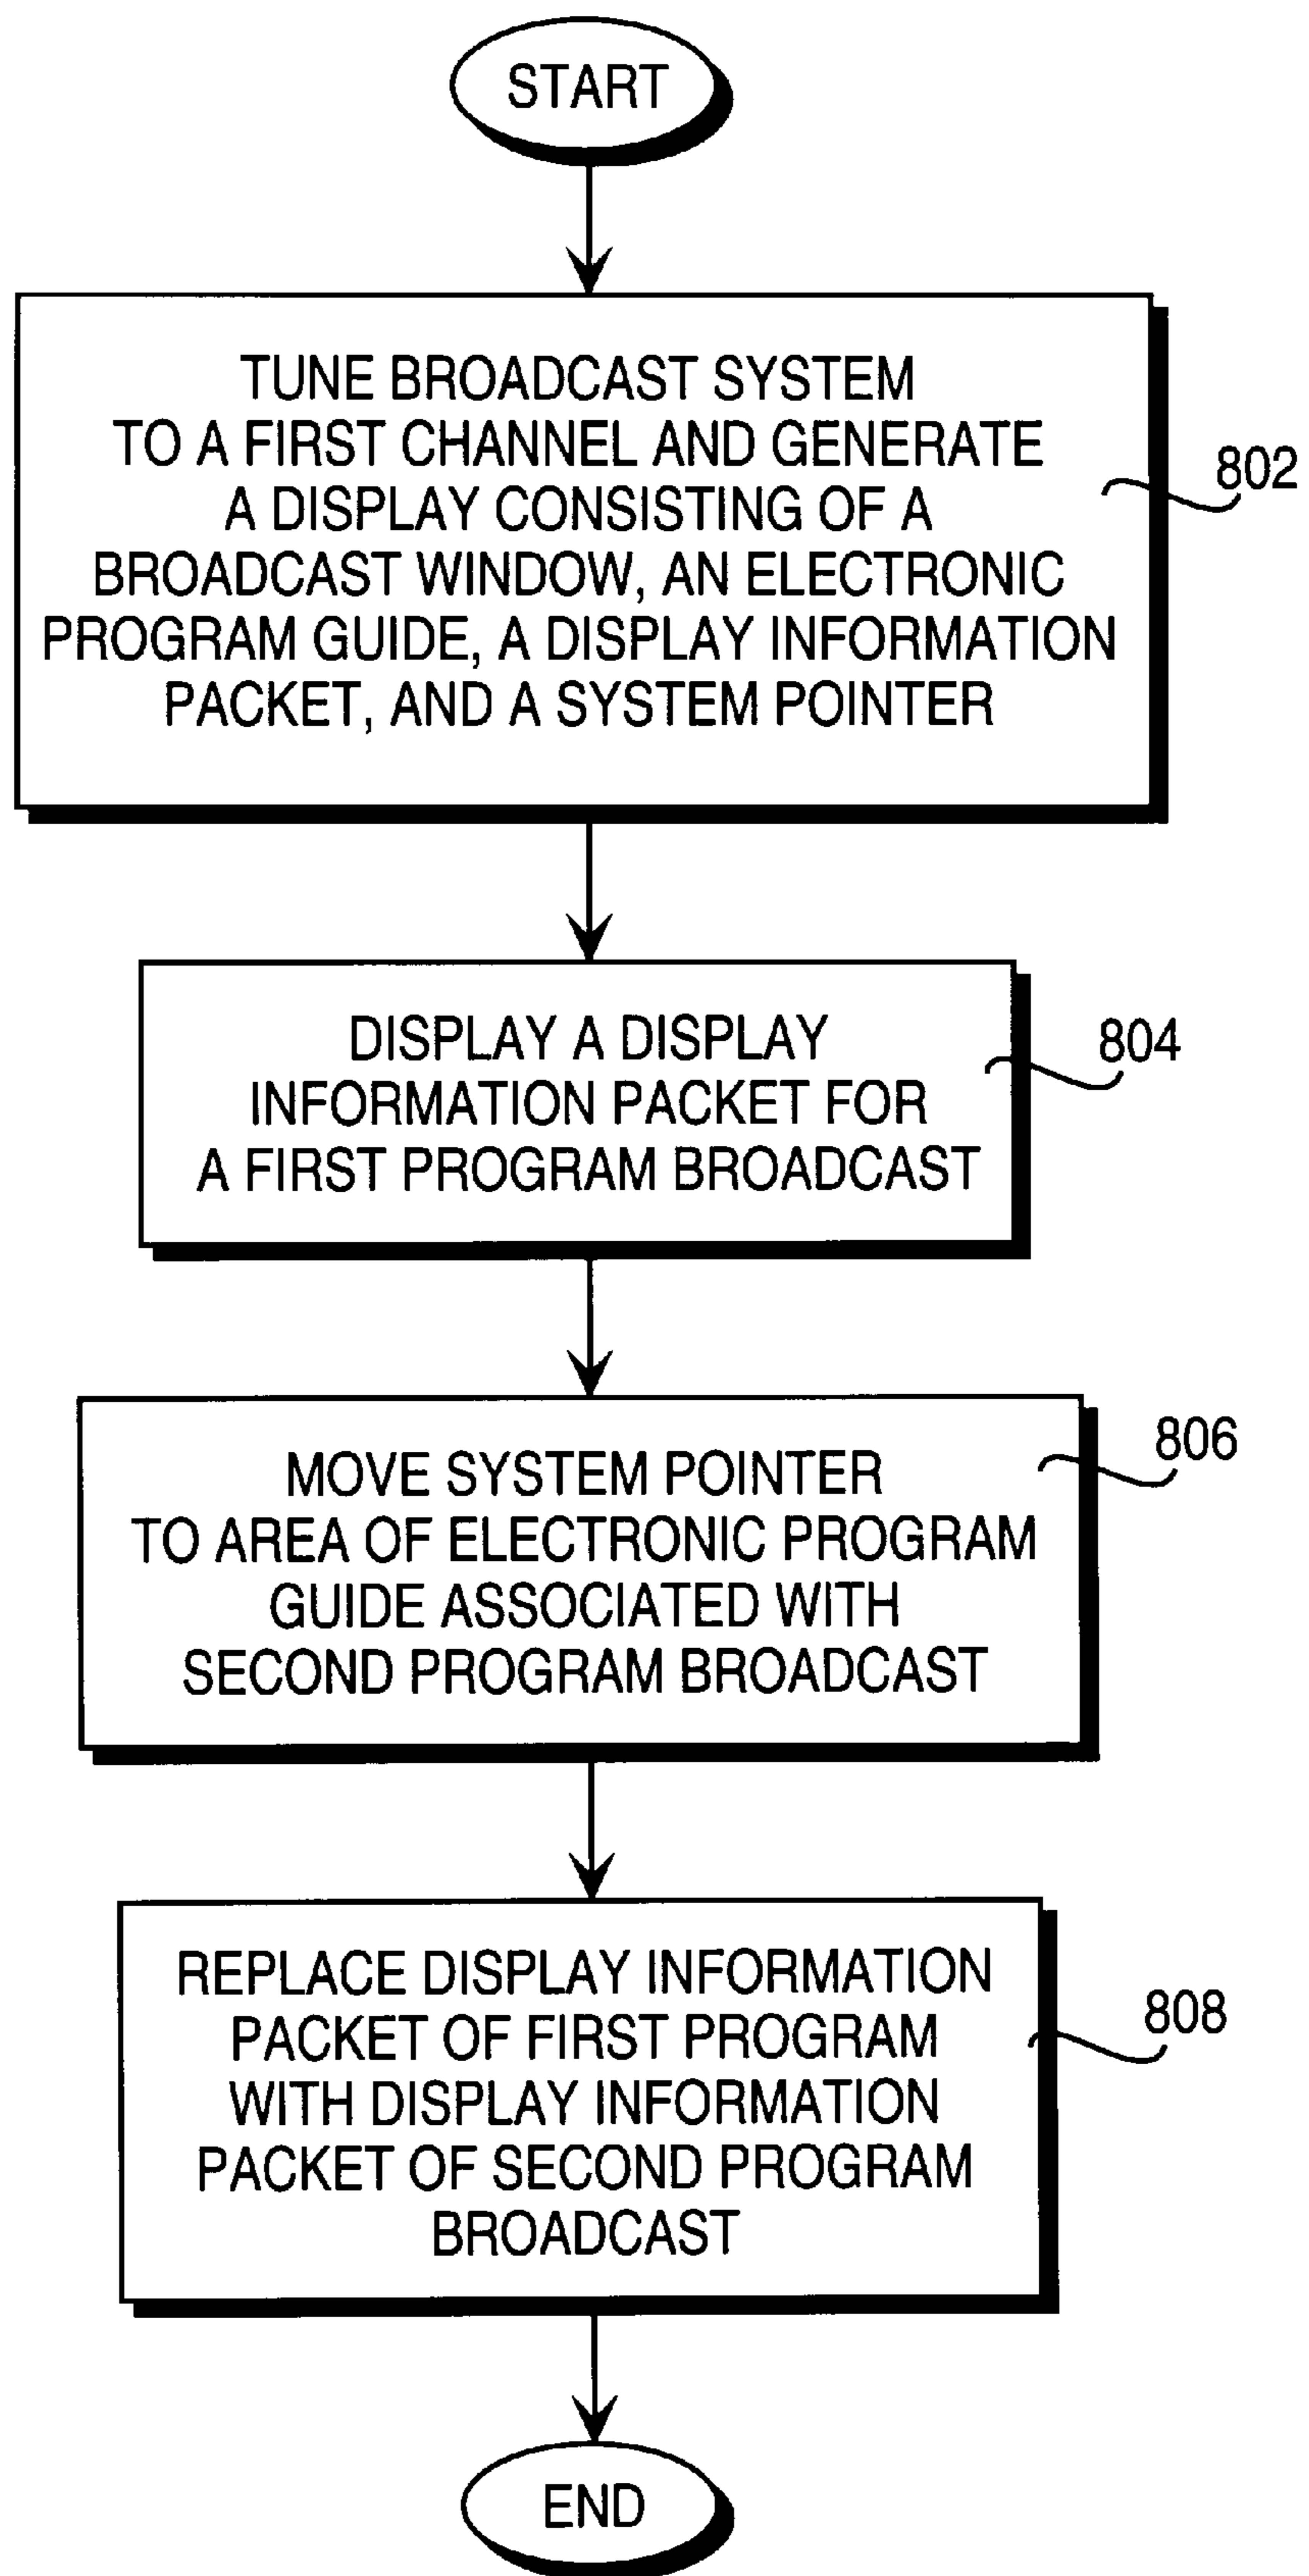 START
TUNE BROADCAST SYSTEM
TO A FIRST CHANNEL AND GENERATE
A DISPLAY CONSISTING OF A
BROADCAST WINDOW, AN ELECTRONIC
PROGRAM GUIDE, A DISPLAY INFORMATION
PACKET, AND A SYSTEM POINTER
802
DISPLAY A DISPLAY
INFORMATION PACKET FOR
A FIRST PROGRAM BROADCAST
804
MOVE SYSTEM POINTER
TO AREA OF ELECTRONIC PROGRAM
GUIDE ASSOCIATED WITH
SECOND PROGRAM BROADCAST
806
REPLACE DISPLAY INFORMATION
PACKET OF FIRST PROGRAM
WITH DISPLAY INFORMATION
PACKET OF SECOND PROGRAM
BROADCAST
808
END